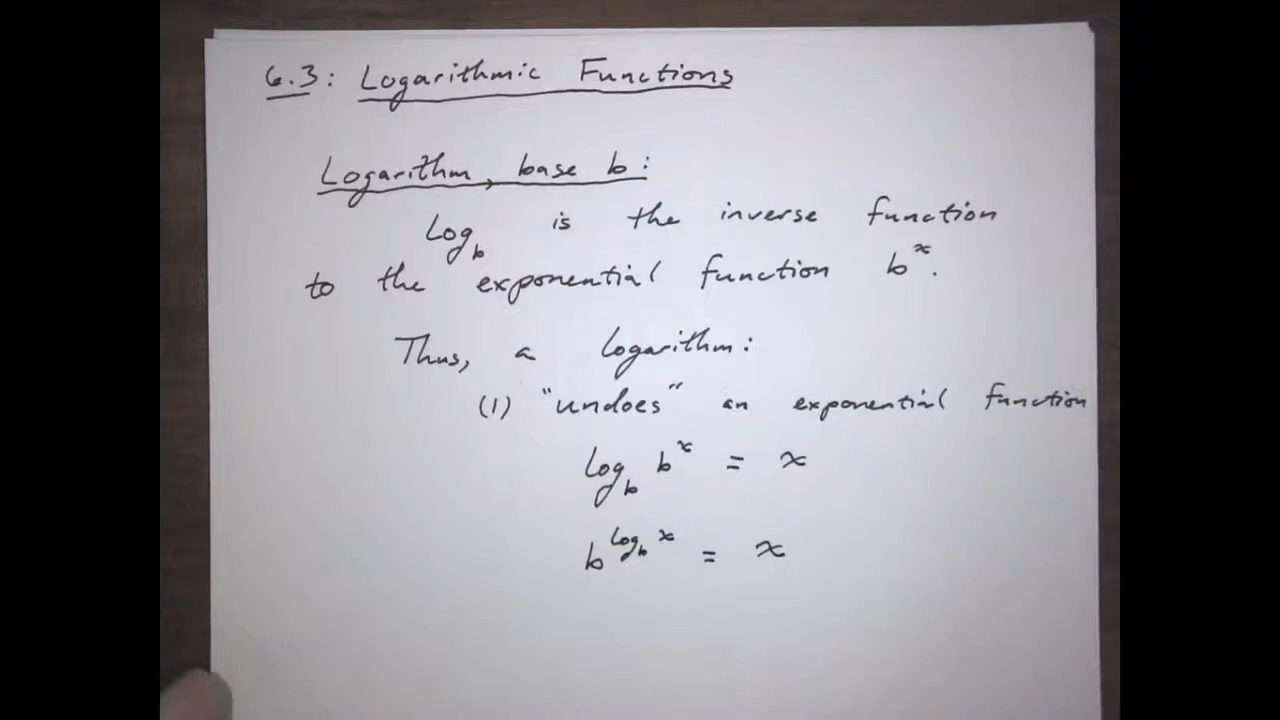 6.3: Logarithmic Functions
Logarithm, base b:
Log_b is the inverse function
to the exponential function b^x.
Thus, a logarithm:
(1) "undoes" an exponential function
log_b b^x = x
b^(log_b x) = x